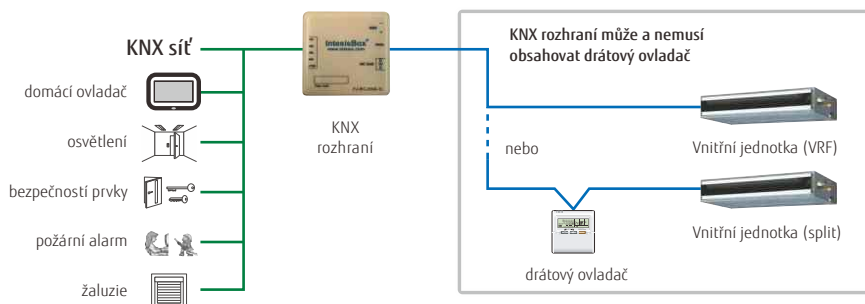 KNX síť
domácí ovladač
osvětlení
bezpečností prvky
požární alarm
žaluzie
IntesisBox®
KNX
rozhraní
KNX rozhraní může a nemusí
obsahovat drátový ovladač
nebo
Vnitřní jednotka (VRF)
drátový ovladač
Vnitřní jednotka (split)